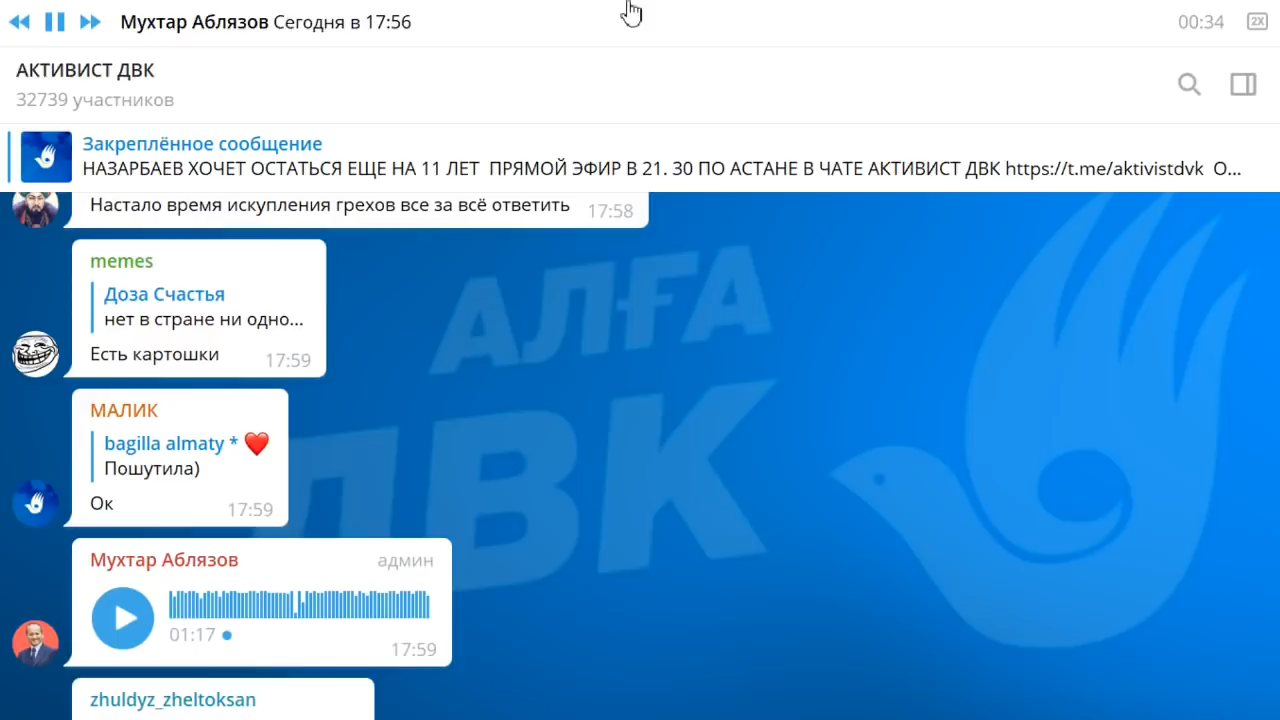 Мухтар Аблязов Сегодня в 17:56
00:34
2X
АКТИВИСТ ДВК
32739 участников
Закреплённое сообщение
НАЗАРБАЕВ ХОЧЕТ ОСТАТЬСЯ ЕЩЕ НА 11 ЛЕТ ПРЯМОЙ ЭФИР В 21. 30 ПО АСТАНЕ В ЧАТЕ АКТИВИСТ ДВК https://t.me/aktivistdvk О...
Настало время искупления грехов все за всё ответить 17:58
memes
Доза Счастья
нет в стране ни одно...
Есть картошки 17:59
МАЛИК
bagilla almaty * ❤️
Пошутила)
Ок 17:59
Мухтар Аблязов админ
01:17
17:59
zhuldyz_zheltoksan
АЛҒА
ДВК